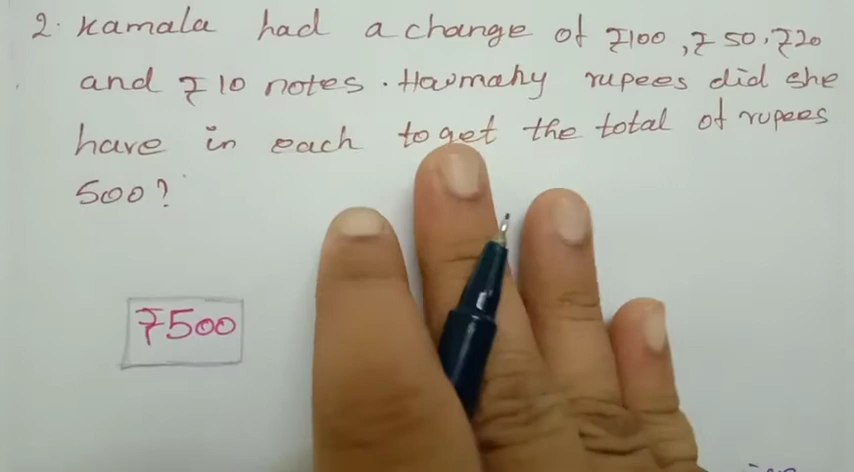 2. Kamala had a change of ₹100, ₹50, ₹20
and ₹10 notes. Howmany rupees did she
have in each to get the total of rupees
500?
₹500